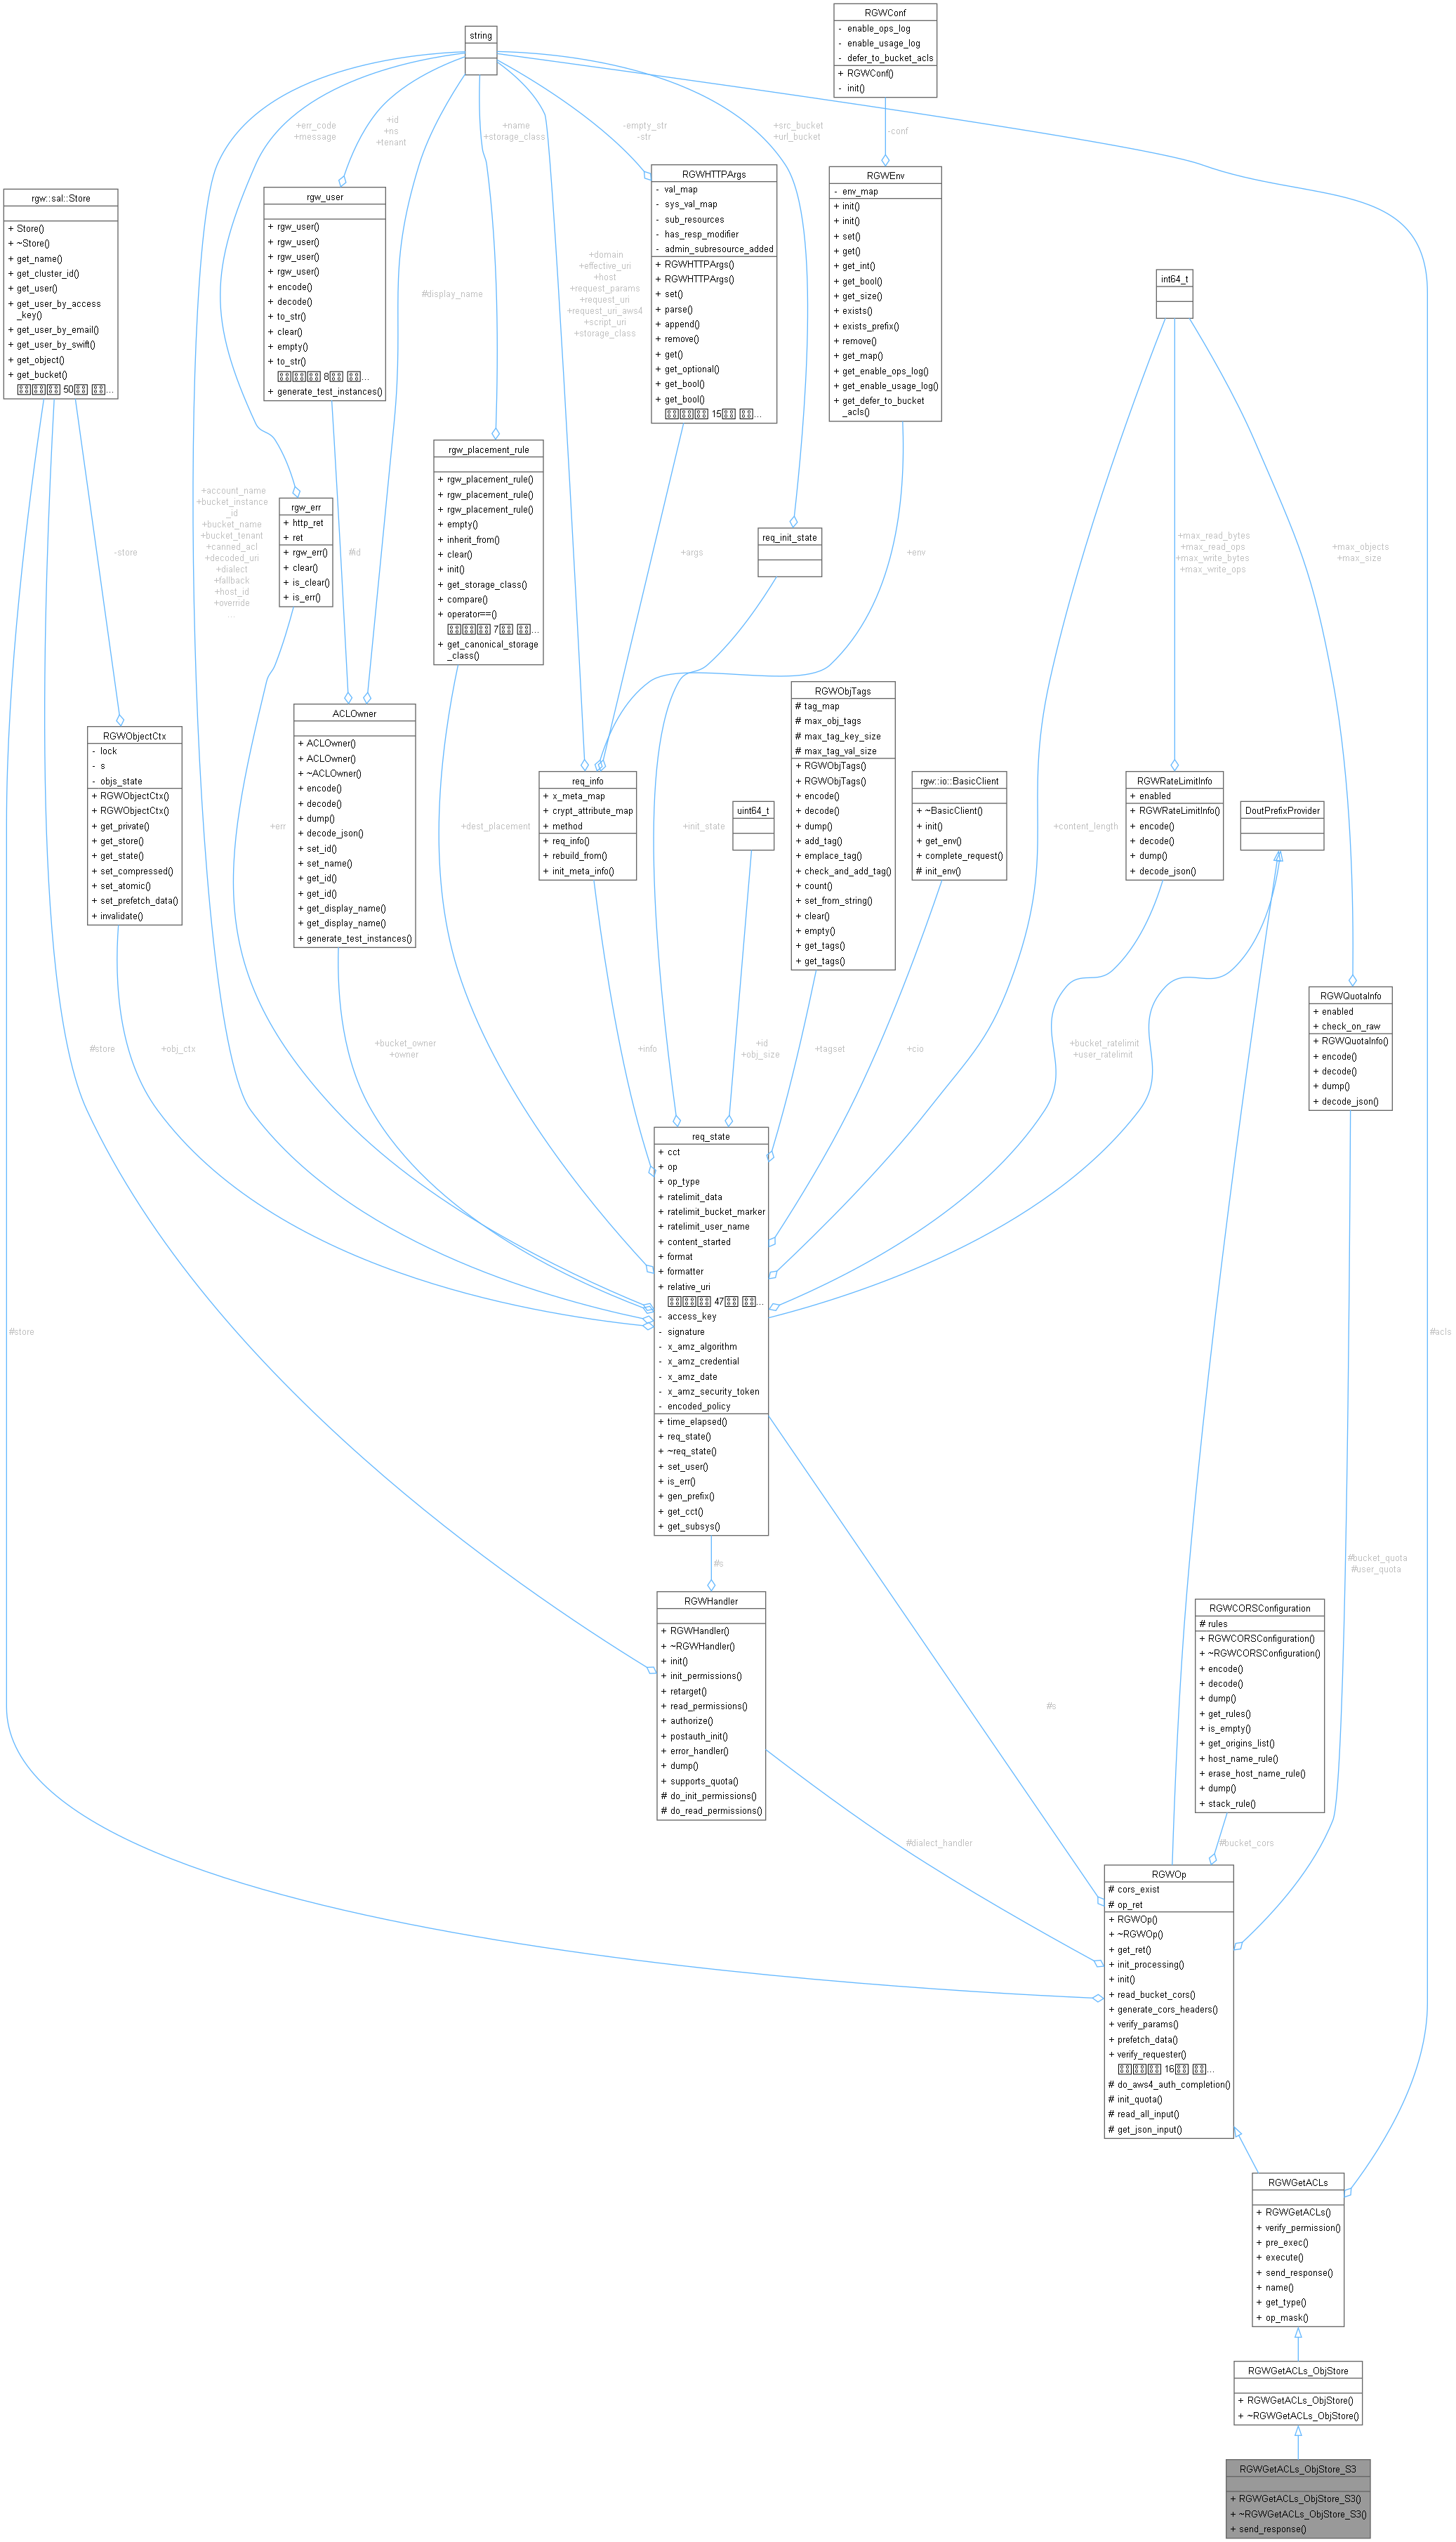 RGWConf
- enable_ops_log
- enable_usage_log
- defer_to_bucket_acls
+ RGWConf()
- init()
string
-conf
+err_code
+message
+id
+ns
+tenant
+name
+storage_class
-empty_str
-str
+src_bucket
+url_bucket
rgw::sal::Store
+ Store()
+ ~Store()
+ get_name()
+ get_cluster_id()
+ get_user()
+ get_user_by_access
_key()
+ get_user_by_email()
+ get_user_by_swift()
+ get_object()
+ get_bucket()
50
...
rgw_user
+ rgw_user()
+ rgw_user()
+ rgw_user()
+ rgw_user()
+ encode()
+ decode()
+ to_str()
+ clear()
+ empty()
+ to_str()
8
...
+ generate_test_instances()
#display_name
+domain
+effective_uri
+host
+request_params
+request_uri
+request_uri_aws4
+script_uri
+storage_class
RGWHTTPArgs
- val_map
- sys_val_map
- sub_resources
- has_resp_modifier
- admin_subresource_added
+ RGWHTTPArgs()
+ RGWHTTPArgs()
+ set()
+ parse()
+ append()
+ remove()
+ get()
+ get_optional()
+ get_bool()
+ get_bool()
15
...
RGWEnv
- env_map
+ init()
+ init()
+ set()
+ get()
+ get_int()
+ get_bool()
+ get_size()
+ exists()
+ exists_prefix()
+ remove()
+ get_map()
+ get_enable_ops_log()
+ get_enable_usage_log()
+ get_defer_to_bucket
_acls()
int64_t
rgw_placement_rule
+ rgw_placement_rule()
+ rgw_placement_rule()
+ rgw_placement_rule()
+ empty()
+ inherit_from()
+ clear()
+ init()
+ get_storage_class()
+ compare()
+ operator==()
7
...
+ get_canonical_storage
_class()
+account_name
+bucket_instance
_id
+bucket_name
+bucket_tenant
+canned_acl
+decoded_uri
+dialect
+fallback
+host_id
+override
...
rgw_err
+ http_ret
+ ret
+ rgw_err()
+ clear()
+ is_clear()
+ is_err()
-store
#id
+args
req_init_state
+env
+max_read_bytes
+max_read_ops
+max_write_bytes
+max_write_ops
+max_objects
+max_size
RGWObjectCtx
- lock
- s
- objs_state
+ RGWObjectCtx()
+ RGWObjectCtx()
+ get_private()
+ get_store()
+ get_state()
+ set_compressed()
+ set_atomic()
+ set_prefetch_data()
+ invalidate()
ACLOwner
+ ACLOwner()
+ ACLOwner()
+ ~ACLOwner()
+ encode()
+ decode()
+ dump()
+ decode_json()
+ set_id()
+ set_name()
+ get_id()
+ get_id()
+ get_display_name()
+ get_display_name()
+ generate_test_instances()
+err
+dest_placement
req_info
+ x_meta_map
+ crypt_attribute_map
+ method
+ req_info()
+ rebuild_from()
+ init_meta_info()
+init_state
uint64_t
RGWObjTags
# tag_map
# max_obj_tags
# max_tag_key_size
# max_tag_val_size
+ RGWObjTags()
+ RGWObjTags()
+ encode()
+ decode()
+ dump()
+ add_tag()
+ emplace_tag()
+ check_and_add_tag()
+ count()
+ set_from_string()
+ clear()
+ empty()
+ get_tags()
+ get_tags()
rgw::io::BasicClient
+ ~BasicClient()
+ init()
+ get_env()
+ complete_request()
# init_env()
+content_length
RGWRateLimitInfo
+ enabled
+ RGWRateLimitInfo()
+ encode()
+ decode()
+ dump()
+ decode_json()
DoutPrefixProvider
RGWQuotaInfo
+ enabled
+ check_on_raw
+ RGWQuotaInfo()
+ encode()
+ decode()
+ dump()
+ decode_json()
#store
+obj_ctx
+bucket_owner
+owner
+info
+id
+obj_size
+tagset
+cio
+bucket_ratelimit
+user_ratelimit
req_state
+ cct
+ op
+ op_type
+ ratelimit_data
+ ratelimit_bucket_marker
+ ratelimit_user_name
+ content_started
+ format
+ formatter
+ relative_uri
47
...
- access_key
- signature
- x_amz_algorithm
- x_amz_credential
- x_amz_date
- x_amz_security_token
- encoded_policy
+ time_elapsed()
+ req_state()
+ ~req_state()
+ set_user()
+ is_err()
+ gen_prefix()
+ get_cct()
+ get_subsys()
#store
#acls
#s
#bucket_quota
#user_quota
RGWHandler
+ RGWHandler()
+ ~RGWHandler()
+ init()
+ init_permissions()
+ retarget()
+ read_permissions()
+ authorize()
+ postauth_init()
+ error_handler()
+ dump()
+ supports_quota()
# do_init_permissions()
# do_read_permissions()
#s
RGWCORSConfiguration
# rules
+ RGWCORSConfiguration()
+ ~RGWCORSConfiguration()
+ encode()
+ decode()
+ dump()
+ get_rules()
+ is_empty()
+ get_origins_list()
+ host_name_rule()
+ erase_host_name_rule()
+ dump()
+ stack_rule()
#dialect_handler
#bucket_cors
RGWOp
# cors_exist
# op_ret
+ RGWOp()
+ ~RGWOp()
+ get_ret()
+ init_processing()
+ init()
+ read_bucket_cors()
+ generate_cors_headers()
+ verify_params()
+ prefetch_data()
+ verify_requester()
16
...
# do_aws4_auth_completion()
# init_quota()
# read_all_input()
# get_json_input()
RGWGetACLs
+ RGWGetACLs()
+ verify_permission()
+ pre_exec()
+ execute()
+ send_response()
+ name()
+ get_type()
+ op_mask()
RGWGetACLs_ObjStore
+ RGWGetACLs_ObjStore()
+ ~RGWGetACLs_ObjStore()
RGWGetACLs_ObjStore_S3
+ RGWGetACLs_ObjStore_S3()
+ ~RGWGetACLs_ObjStore_S3()
+ send_response()